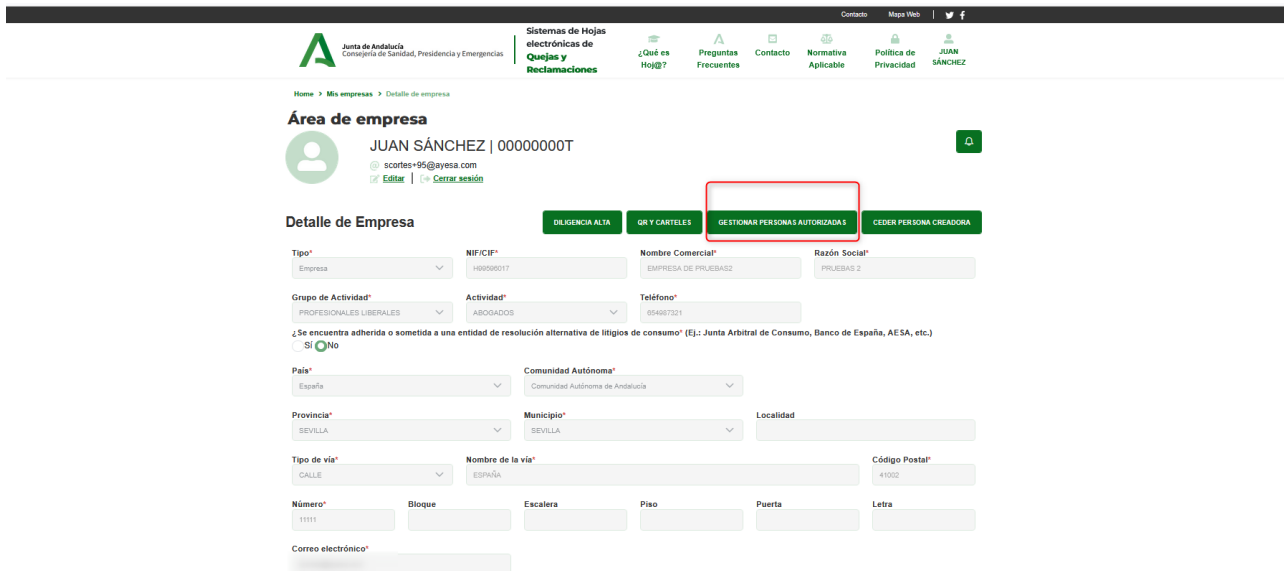 Contacto Mapa Web
Junta de Andalucía
Consejería de Sanidad, Presidencia y Emergencias
Sistemas de Hojas
electrónicas de
Quejas y
Reclamaciones
¿Qué es
Hoj@?
Preguntas
Frecuentes
Contacto
Normativa
Aplicable
Política de
Privacidad
JUAN
SÁNCHEZ
Home > Mis empresas > Detalle de empresa
Área de empresa
JUAN SÁNCHEZ | 00000000T
scortes+95@ayesa.com
Editar | Cerrar sesión
Detalle de Empresa
DILIGENCIA ALTA QR Y CARTELES GESTIONAR PERSONAS AUTORIZADAS CEDER PERSONA CREADORA
Tipo* NIF/CIF* Nombre Comercial* Razón Social*
Empresa H99596017 EMPRESA DE PRUEBAS2 PRUEBAS 2
Grupo de Actividad* Actividad* Teléfono*
PROFESIONALES LIBERALES ABOGADOS 654987321
¿Se encuentra adherida o sometida a una entidad de resolución alternativa de litigios de consumo* (Ej.: Junta Arbitral de Consumo, Banco de España, AESA, etc.)
Sí No
País* Comunidad Autónoma*
España Comunidad Autónoma de Andalucía
Provincia* Municipio* Localidad
SEVILLA SEVILLA
Tipo de vía* Nombre de la vía* Código Postal*
CALLE ESPAÑA 41002
Número* Bloque Escalera Piso Puerta Letra
11111
Correo electrónico*